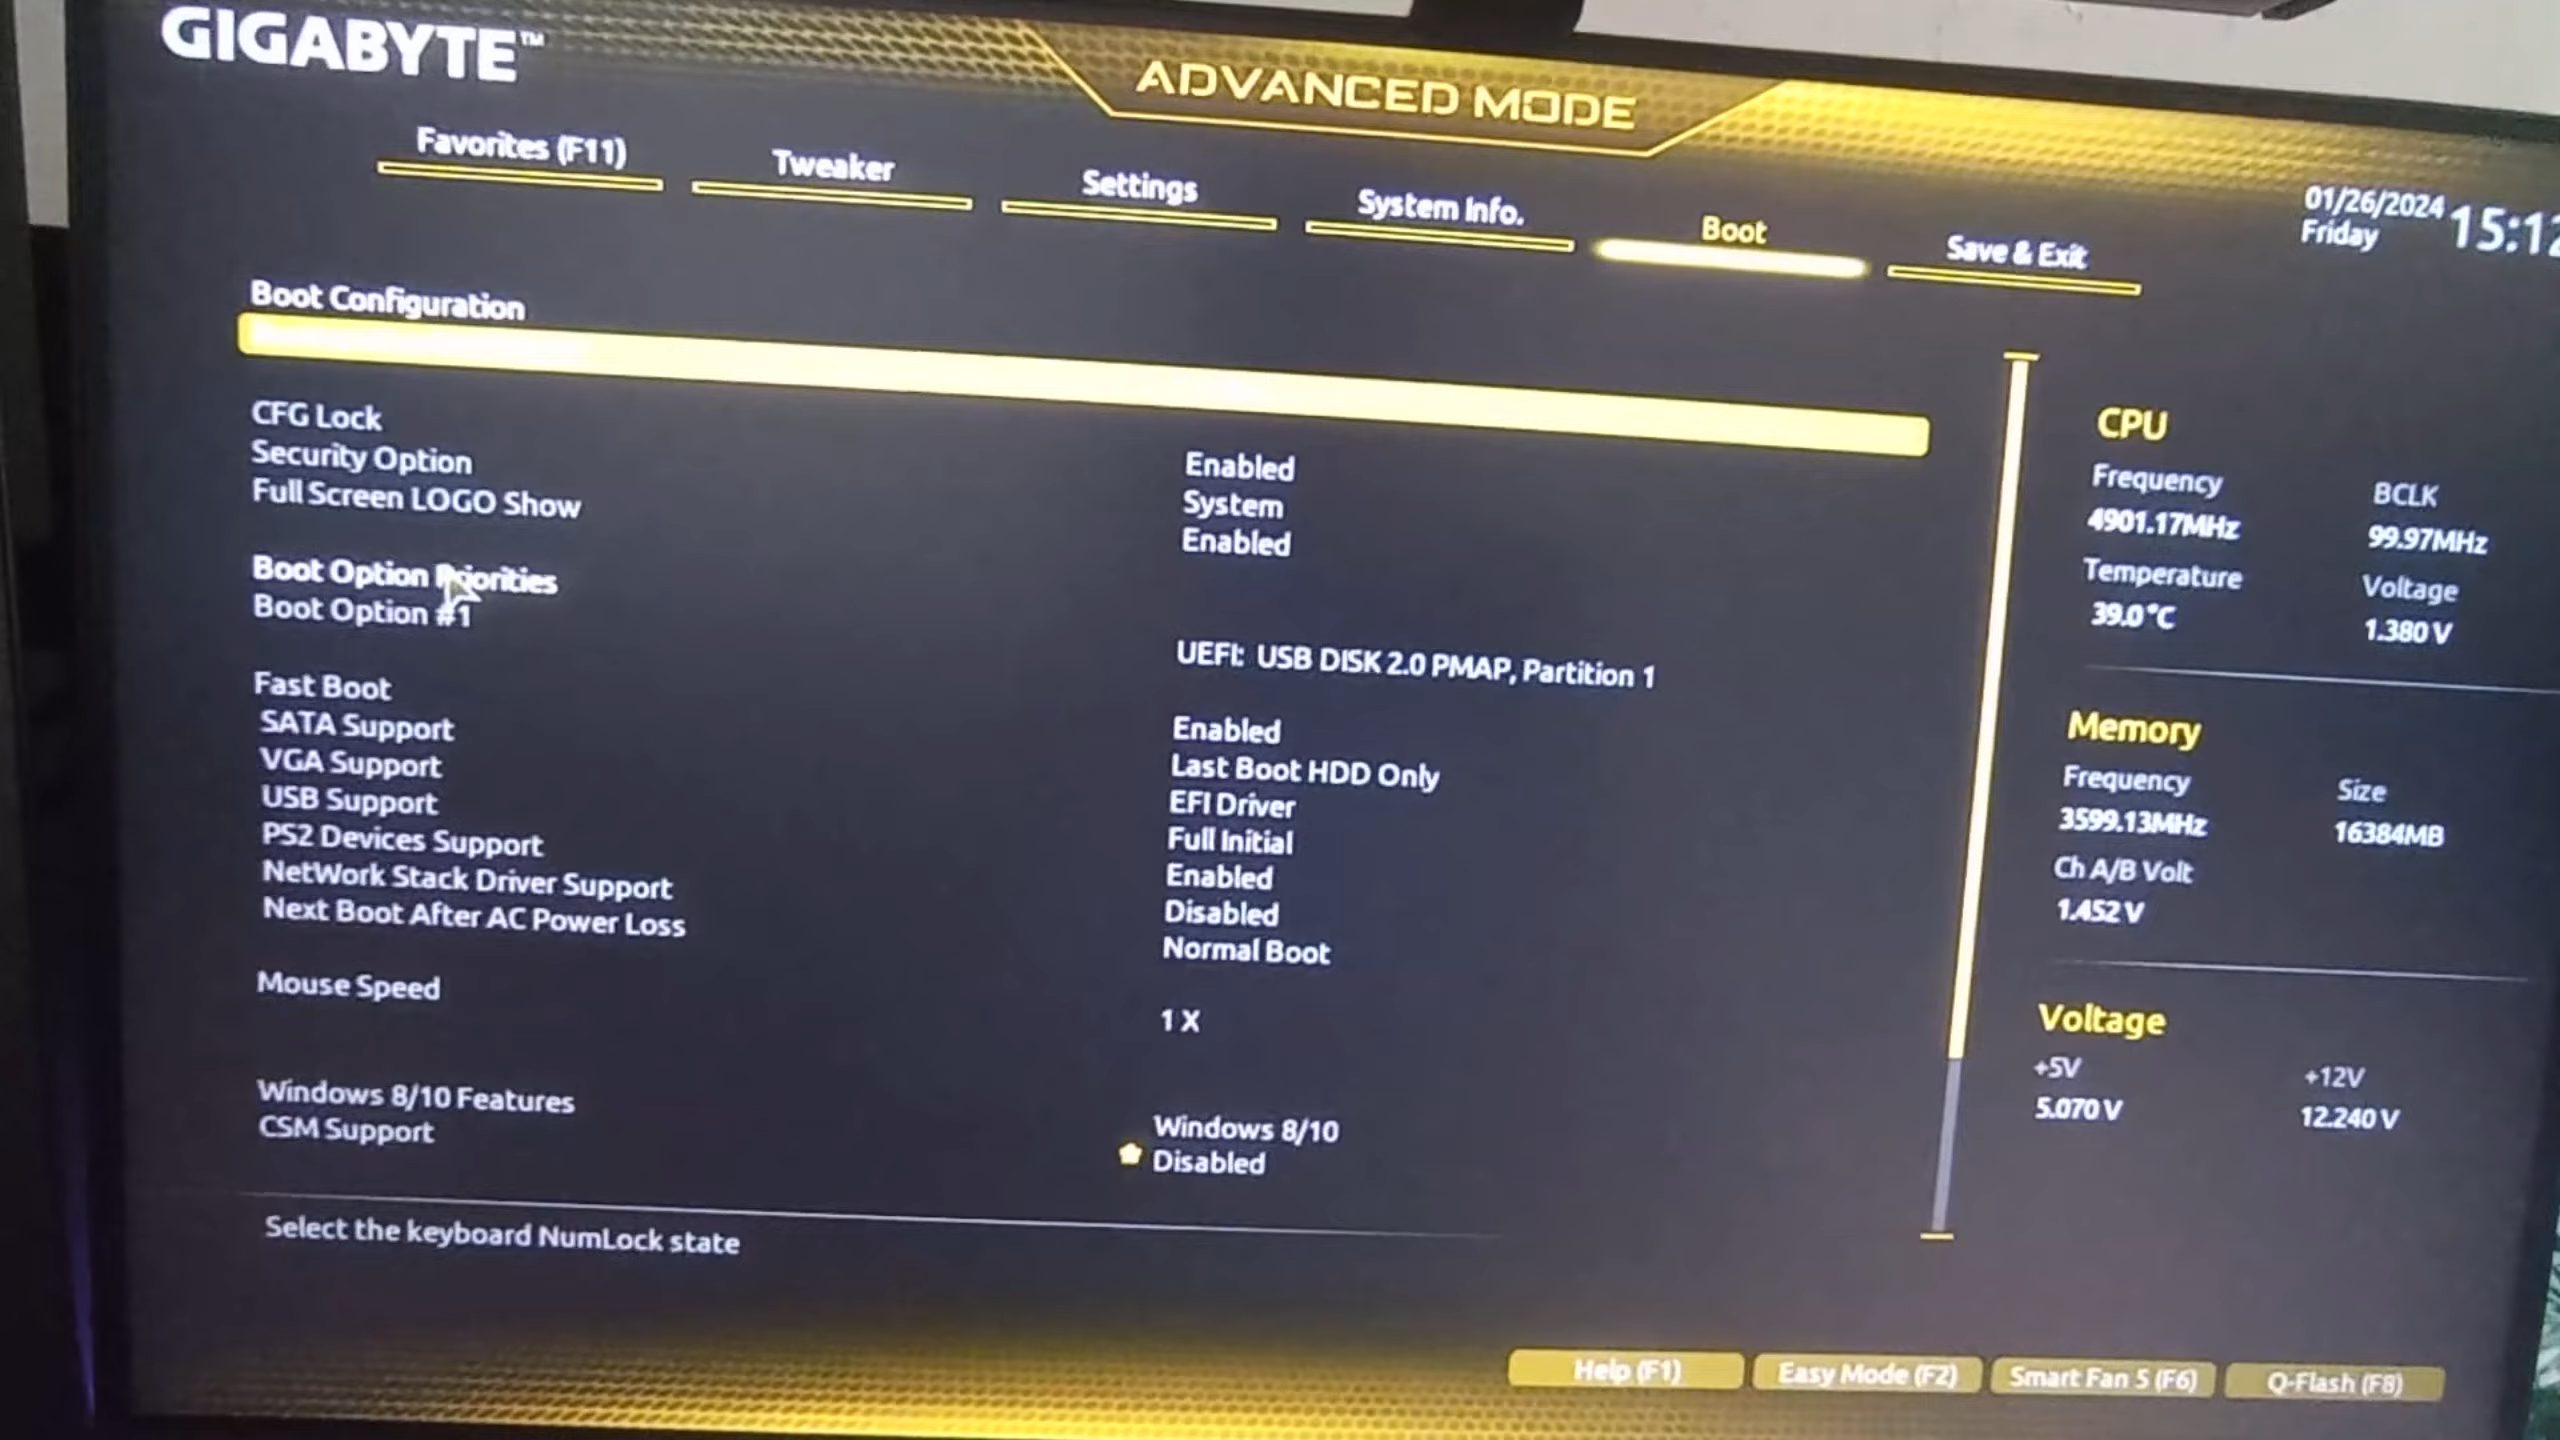 GIGABYTE™
ADVANCED MODE
Favorites (F11)
Tweaker
Settings
System Info.
Boot
Save & Exit
01/26/2024
Friday
15:12
Boot Configuration
CFG Lock
Enabled
Security Option
System
Full Screen LOGO Show
Enabled
Boot Option Priorities
Boot Option #1
UEFI: USB DISK 2.0 PMAP, Partition 1
Fast Boot
Enabled
SATA Support
Last Boot HDD Only
VGA Support
EFI Driver
USB Support
Full Initial
PS2 Devices Support
Enabled
NetWork Stack Driver Support
Disabled
Next Boot After AC Power Loss
Normal Boot
Mouse Speed
1 X
Windows 8/10 Features
Windows 8/10
CSM Support
Disabled
Select the keyboard NumLock state
CPU
Frequency
BCLK
4901.17MHz
99.97MHz
Temperature
Voltage
39.0 °C
1.380 V
Memory
Frequency
Size
3599.13MHz
16384MB
Ch A/B Volt
1.452 V
Voltage
+5V
+12V
5.070 V
12.240 V
Help (F1)
Easy Mode (F2)
Smart Fan 5 (F6)
Q-Flash (F8)